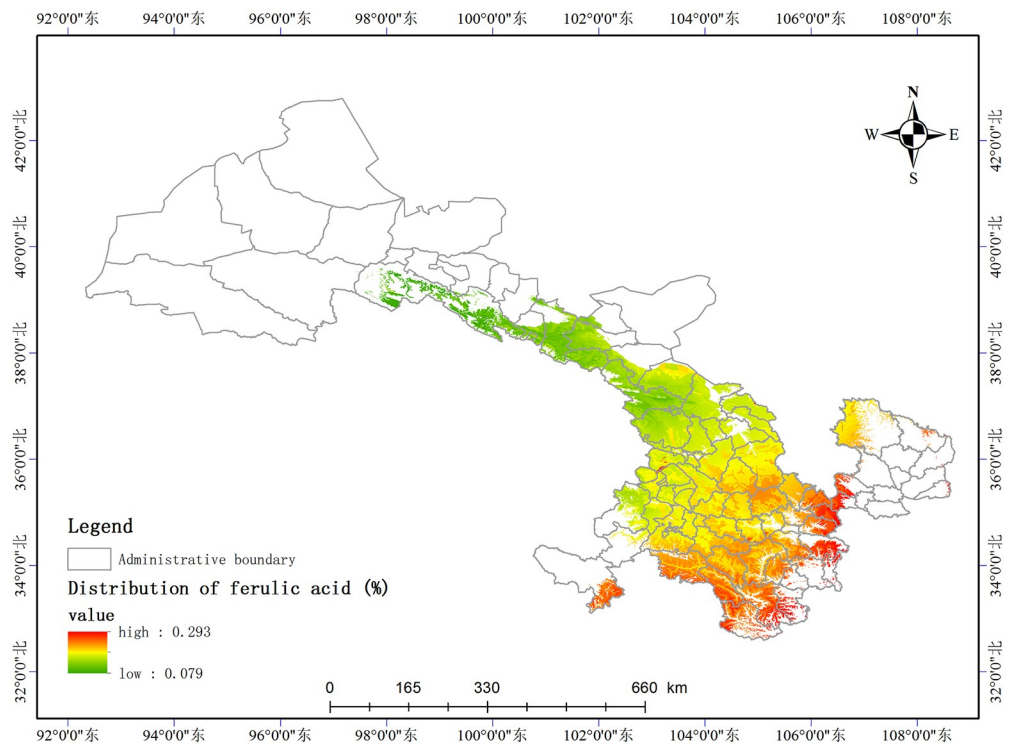 92°0'0"东 94°0'0"东 96°0'0"东 98°0'0"东 100°0'0"东 102°0'0"东 104°0'0"东 106°0'0"东 108°0'0"东
N
W E
S
42°0'0"北 42°0'0"北
40°0'0"北 40°0'0"北
38°0'0"北 38°0'0"北
36°0'0"北 36°0'0"北
34°0'0"北 34°0'0"北
32°0'0"北 32°0'0"北
Legend
Administrative boundary
Distribution of ferulic acid (%)
value
high : 0.293
low : 0.079
0 165 330 660 km
92°0'0"东 94°0'0"东 96°0'0"东 98°0'0"东 100°0'0"东 102°0'0"东 104°0'0"东 106°0'0"东 108°0'0"东